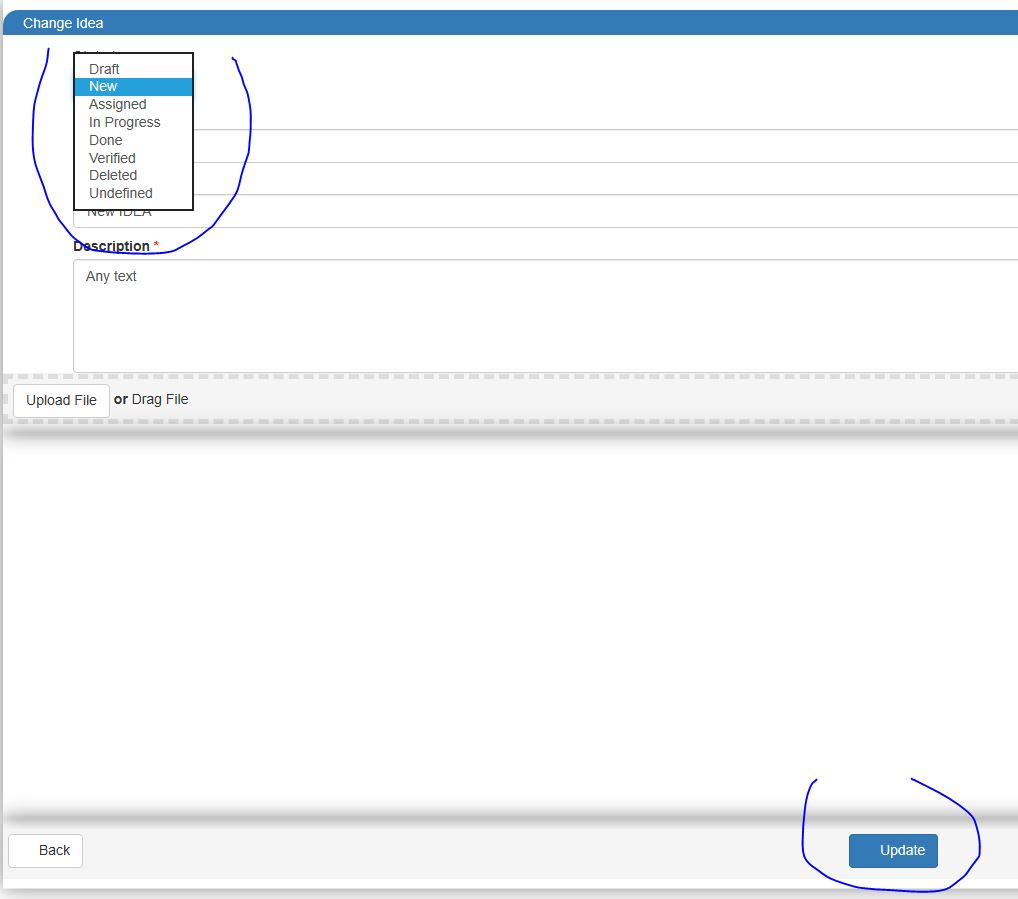 Change Idea
Draft
New
Assigned
In Progress
Done
Verified
Deleted
Undefined
New IDEA
Description *
Any text
Upload File or Drag File
Back
Update